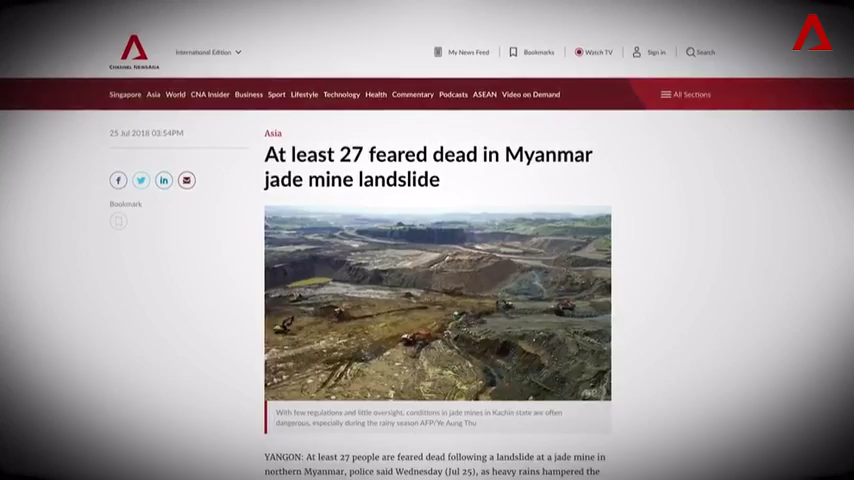 International Edition
My News Feed
Bookmarks
Watch TV
Sign in
Search
CHANNEL NEWSASIA
Singapore Asia World CNA Insider Business Sport Lifestyle Technology Health Commentary Podcasts ASEAN Video on Demand
All Sections
25 Jul 2018 03:54PM
Asia
At least 27 feared dead in Myanmar
jade mine landslide
Bookmark
With few regulations and little oversight, conditions in jade mines in Kachin state we often
dangerous, especially during the rainy season AFP/Ye Aung Thu
YANGON: At least 27 people are feared dead following a landslide at a jade mine in
northern Myanmar, police said Wednesday (Jul 25), as heavy rains hampered the